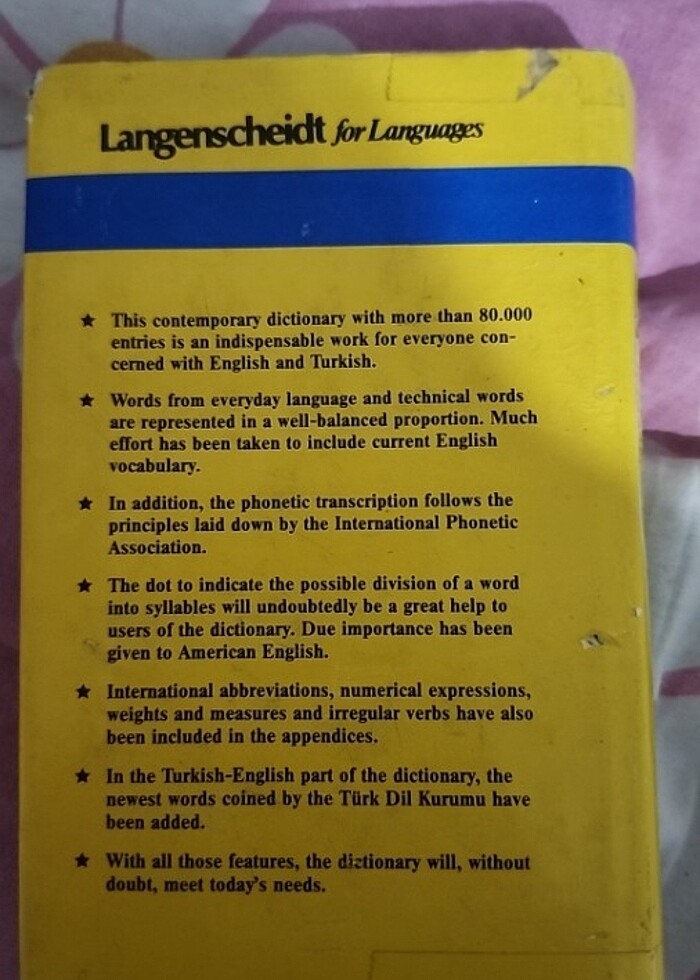 Langenscheidt for Languages
★ This contemporary dictionary with more than 80.000
entries is an indispensable work for everyone con-
cerned with English and Turkish.
★ Words from everyday language and technical words
are represented in a well-balanced proportion. Much
effort has been taken to include current English
vocabulary.
★ In addition, the phonetic transcription follows the
principles laid down by the International Phonetic
Association.
★ The dot to indicate the possible division of a word
into syllables will undoubtedly be a great help to
users of the dictionary. Due importance has been
given to American English.
★ International abbreviations, numerical expressions,
weights and measures and irregular verbs have also
been included in the appendices.
★ In the Turkish-English part of the dictionary, the
newest words coined by the Türk Dil Kurumu have
been added.
★ With all those features, the dictionary will, without
doubt, meet today's needs.